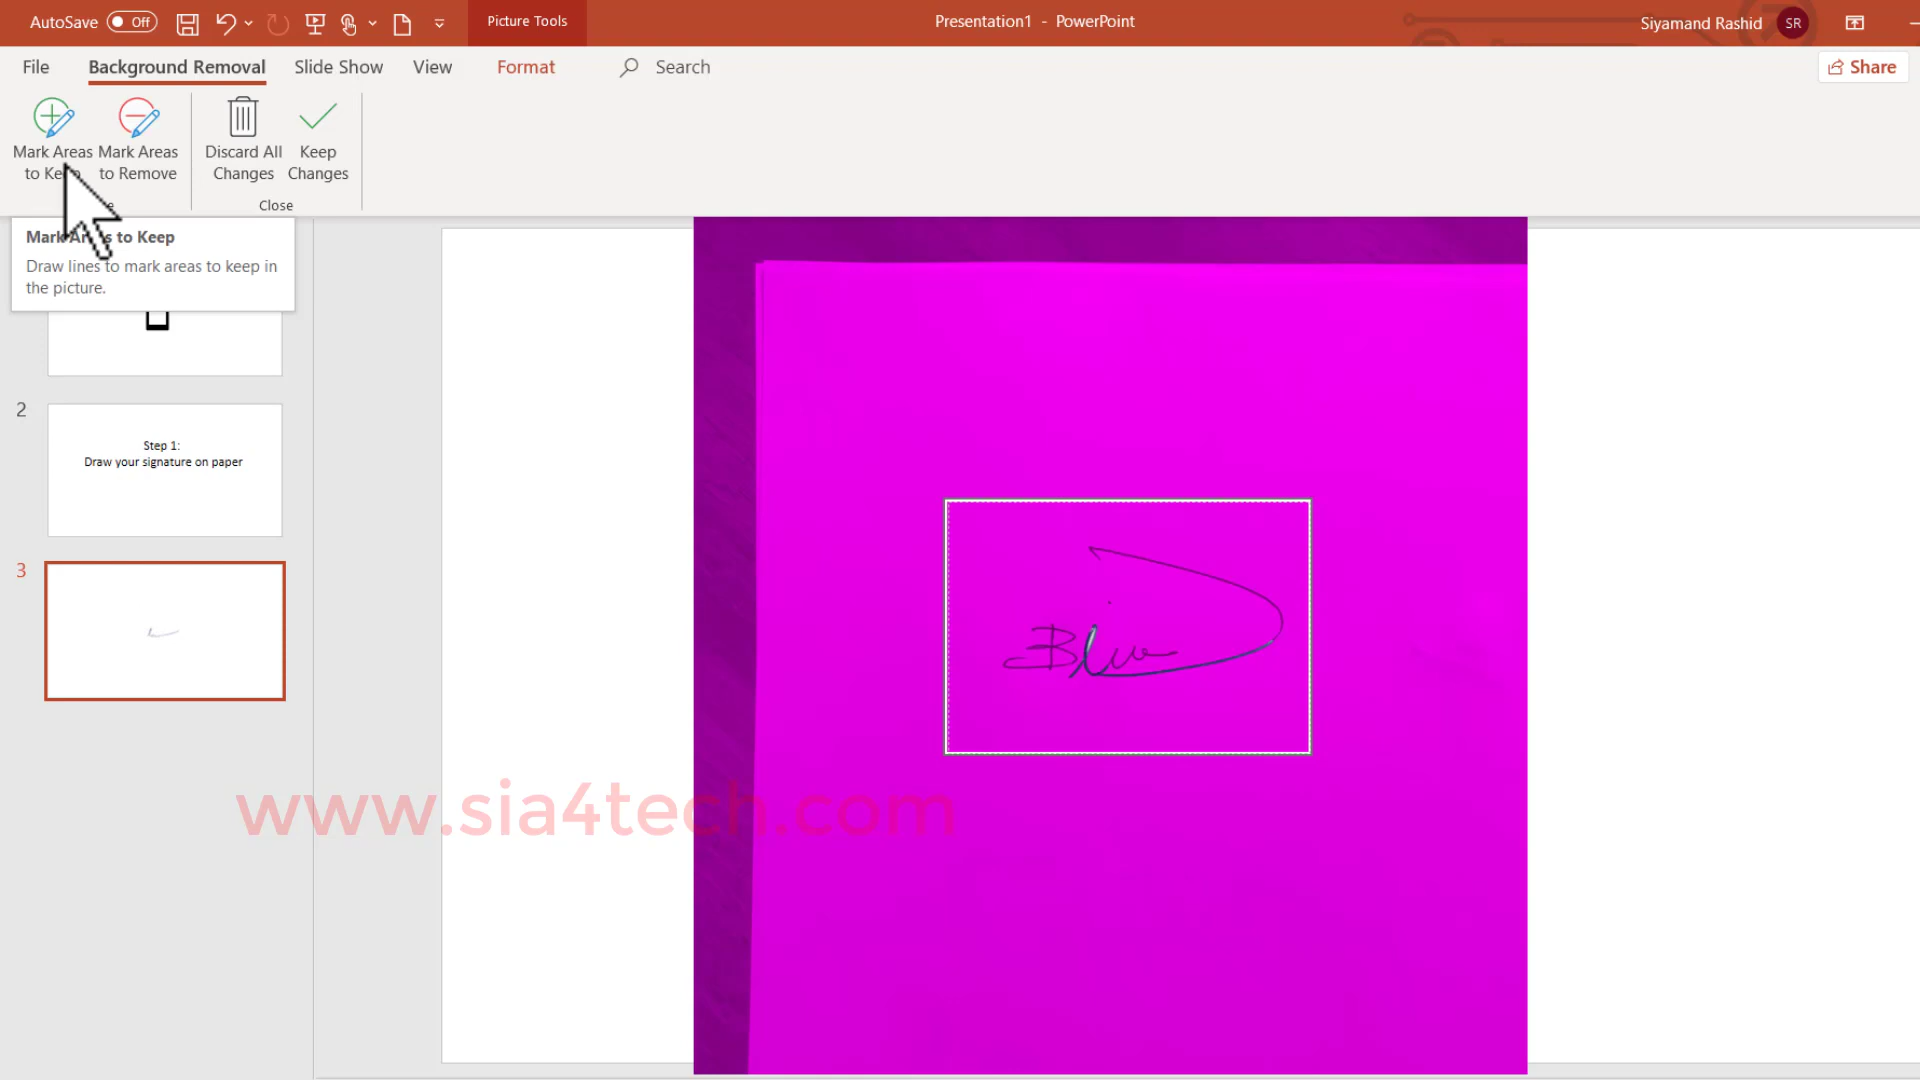 AutoSave Off
Picture Tools
Presentation1 - PowerPoint
Siyamand Rashid SR
File Background Removal Slide Show View Format Search Share
Mark Areas to Keep
Mark Areas to Remove
Discard All Changes
Keep Changes
Close
Mark Areas to Keep
Draw lines to mark areas to keep in
the picture.
2
Step 1:
Draw your signature on paper
3
www.sia4tech.com